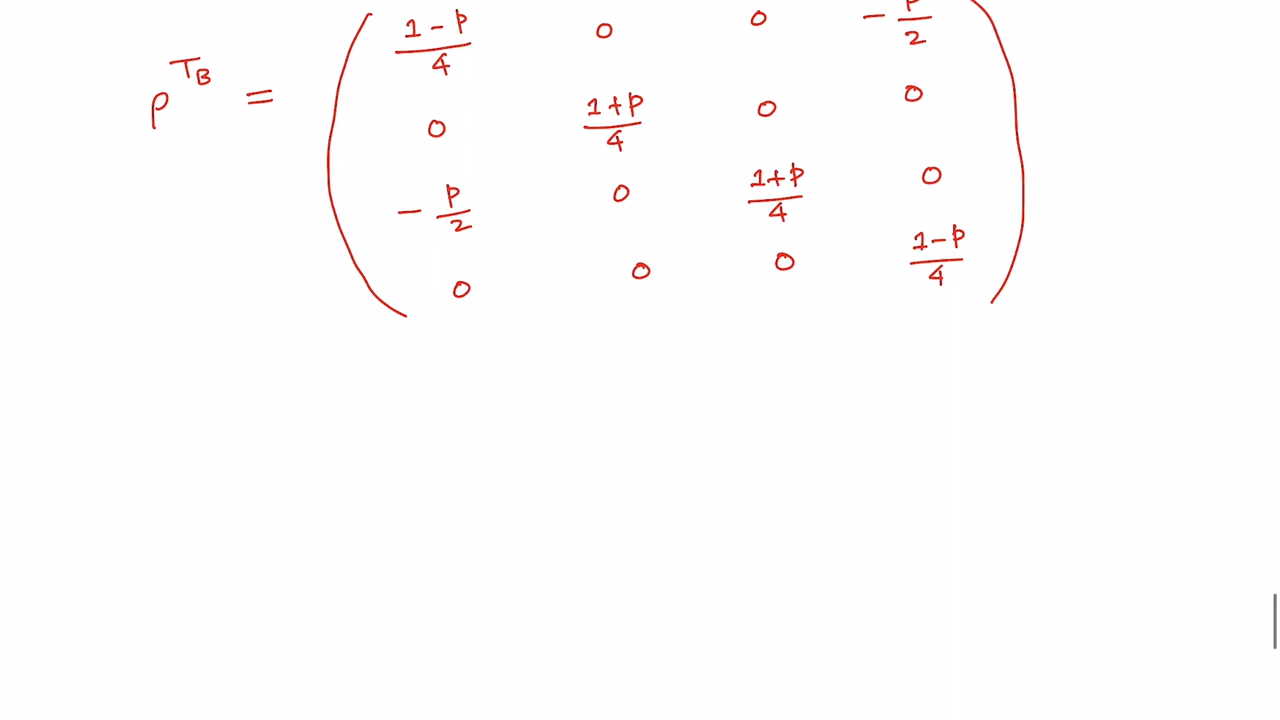 1-p/4 0 0 -p/2
ρ^T_B = 0 1+p/4 0 0
-p/2 0 1+p/4 0
0 0 0 1-p/4